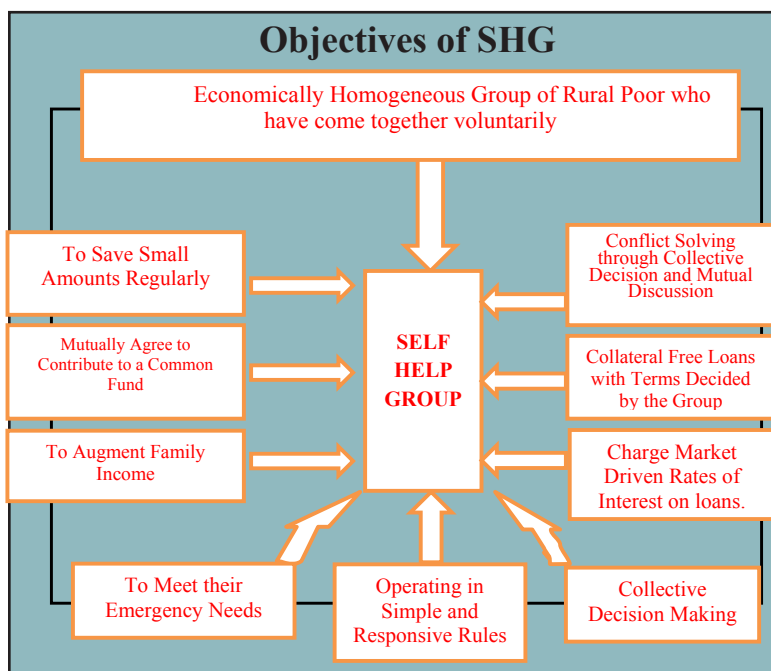 Objectives of SHG
Economically Homogeneous Group of Rural Poor who
have come together voluntarily
To Save Small
Amounts Regularly
Mutually Agree to
Contribute to a Common
Fund
To Augment Family
Income
SELF
HELP
GROUP
Conflict Solving
through Collective
Decision and Mutual
Discussion
Collateral Free Loans
with Terms Decided
by the Group
Charge Market
Driven Rates of
Interest on loans.
To Meet their
Emergency Needs
Operating in
Simple and
Responsive Rules
Collective
Decision Making